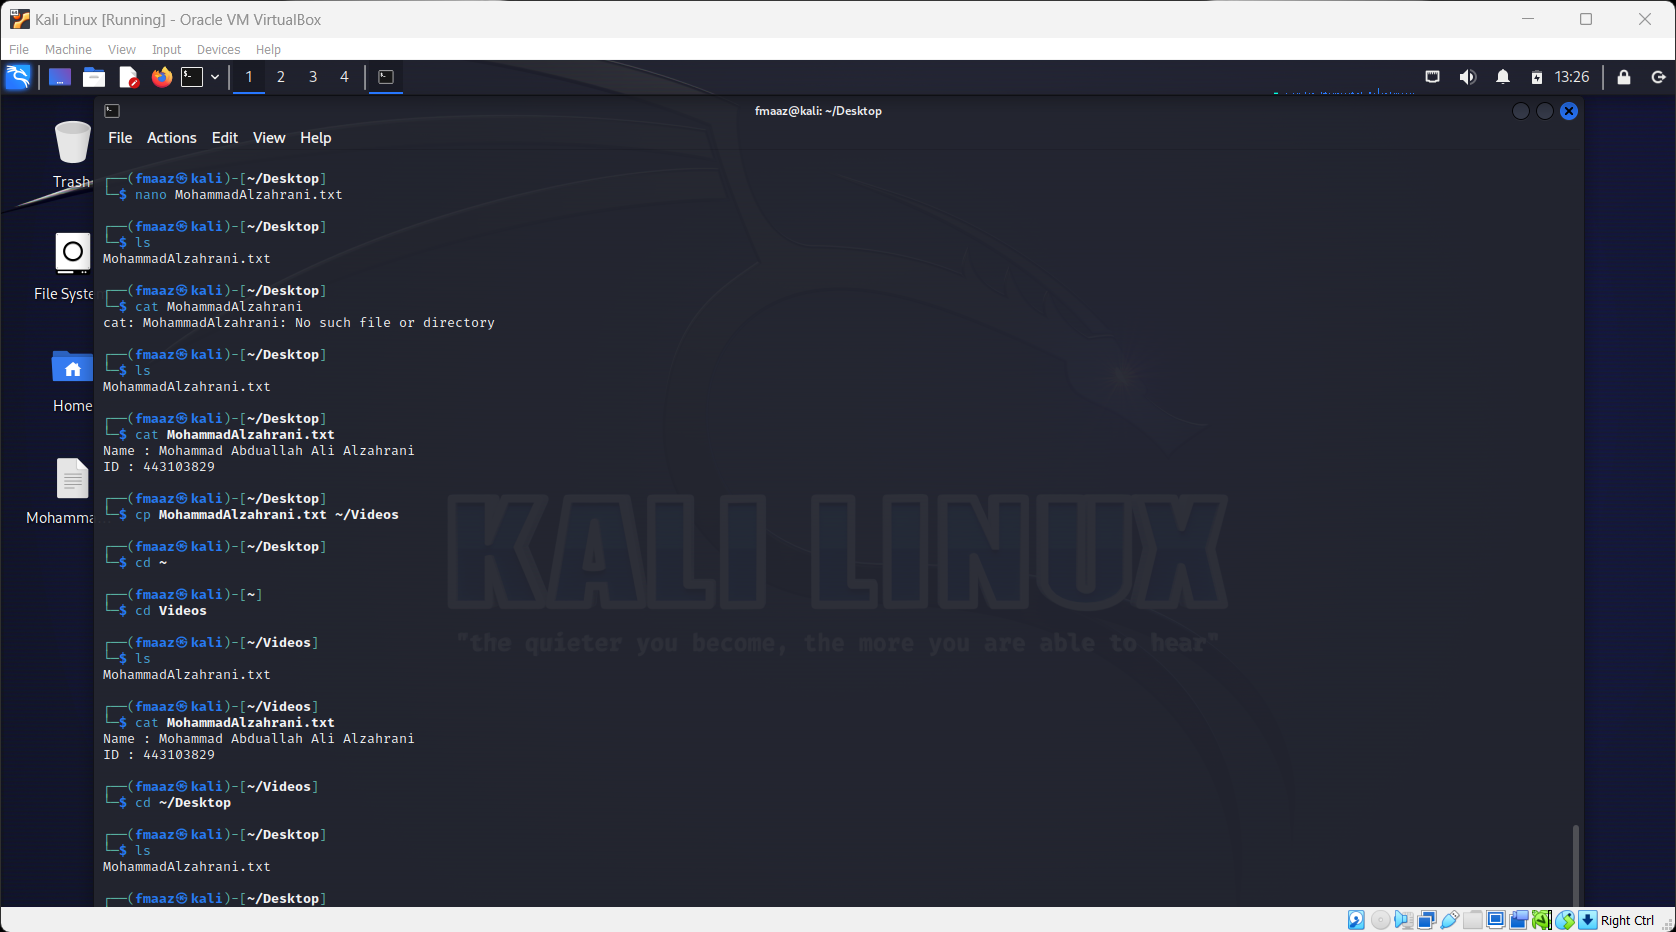 Kali Linux [Running] - Oracle VM VirtualBox
File Machine View Input Devices Help
1 2 3 4 13:26
fmaaz@kali: ~/Desktop
File Actions Edit View Help
Trash
File Syste
Home
Mohamma
┌──(fmaaz㉿kali)-[~/Desktop]
└─$ nano MohammadAlzahrani.txt
┌──(fmaaz㉿kali)-[~/Desktop]
└─$ ls
MohammadAlzahrani.txt
┌──(fmaaz㉿kali)-[~/Desktop]
└─$ cat MohammadAlzahrani
cat: MohammadAlzahrani: No such file or directory
┌──(fmaaz㉿kali)-[~/Desktop]
└─$ ls
MohammadAlzahrani.txt
┌──(fmaaz㉿kali)-[~/Desktop]
└─$ cat MohammadAlzahrani.txt
Name : Mohammad Abduallah Ali Alzahrani
ID : 443103829
┌──(fmaaz㉿kali)-[~/Desktop]
└─$ cp MohammadAlzahrani.txt ~/Videos
┌──(fmaaz㉿kali)-[~/Desktop]
└─$ cd ~
┌──(fmaaz㉿kali)-[~]
└─$ cd Videos
┌──(fmaaz㉿kali)-[~/Videos]
└─$ ls
MohammadAlzahrani.txt
┌──(fmaaz㉿kali)-[~/Videos]
└─$ cat MohammadAlzahrani.txt
Name : Mohammad Abduallah Ali Alzahrani
ID : 443103829
┌──(fmaaz㉿kali)-[~/Videos]
└─$ cd ~/Desktop
┌──(fmaaz㉿kali)-[~/Desktop]
└─$ ls
MohammadAlzahrani.txt
┌──(fmaaz㉿kali)-[~/Desktop]
KALI LINUX
"the quieter you become, the more you are able to hear"
Right Ctrl